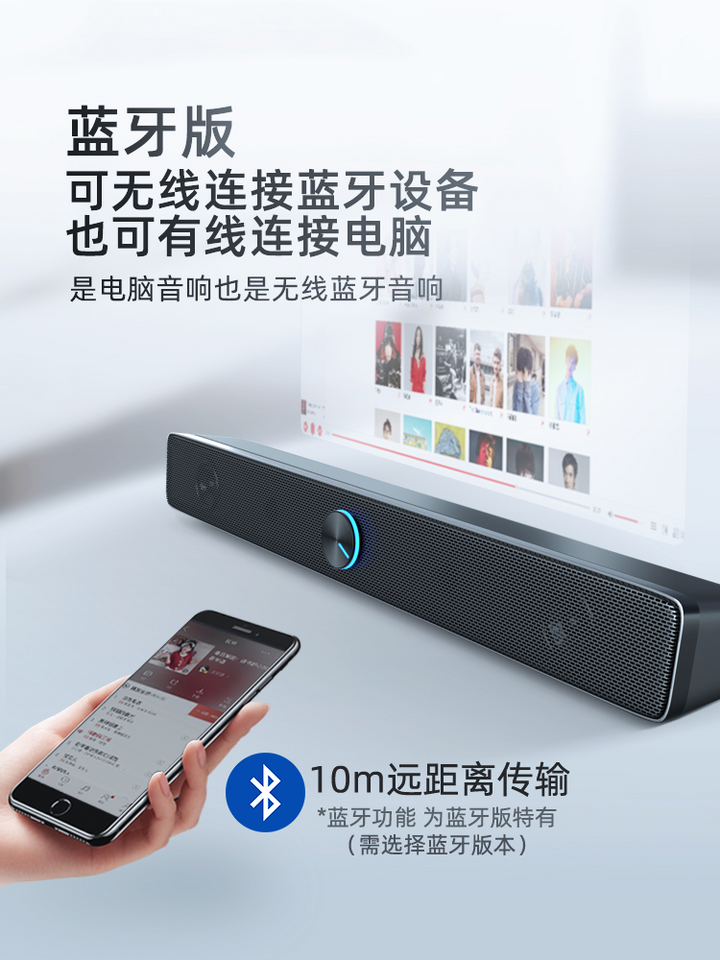 蓝牙版
可无线连接蓝牙设备
也可有线连接电脑
是电脑音响也是无线蓝牙音响
10m远距离传输
*蓝牙功能 为蓝牙版特有
（需选择蓝牙版本）